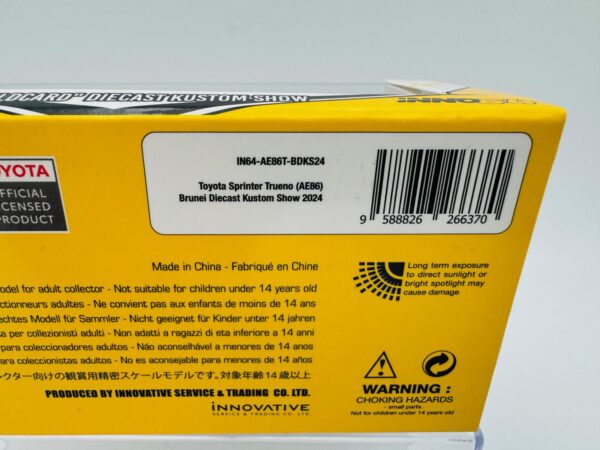 LDCARD" DIECAST KUSTOM SHOW
INNO64
IN64-AE86T-BDKS24
Toyota Sprinter Trueno (AE86)
Brunei Diecast Kustom Show 2024
9 588826 266370
TOYOTA
OFFICIAL
LICENSED
PRODUCT
Made in China - Fabriqué en Chine
Long term exposure
to direct sunlight or
bright spotlight may
cause damage
odel for adult collector - Not suitable for children under 14 years old
ctionneurs adultes - Ne convient pas aux enfants de moins de 14 ans
echtes Modell für Sammler - Nicht geeignet für Kinder unter 14 jahren
ta per collezionisti adulti - Non adatti a ragazzi di eta inferiore a 14 anni
ara colecionadores adultos - Não aconselhável a menores de 14 anos
ra coleccionistas adultos - No es aconsejable para menores de 14 años
クター向けの観賞用精密スケールモデルです。対象年齢14歳以上
PRODUCED BY INNOVATIVE SERVICE & TRADING CO. LTD.
INNOVATIVE
SERVICE & TRADING CO. LTD
WARNING :
CHOKING HAZARDS
- small parts.
Not for children under 14 years old